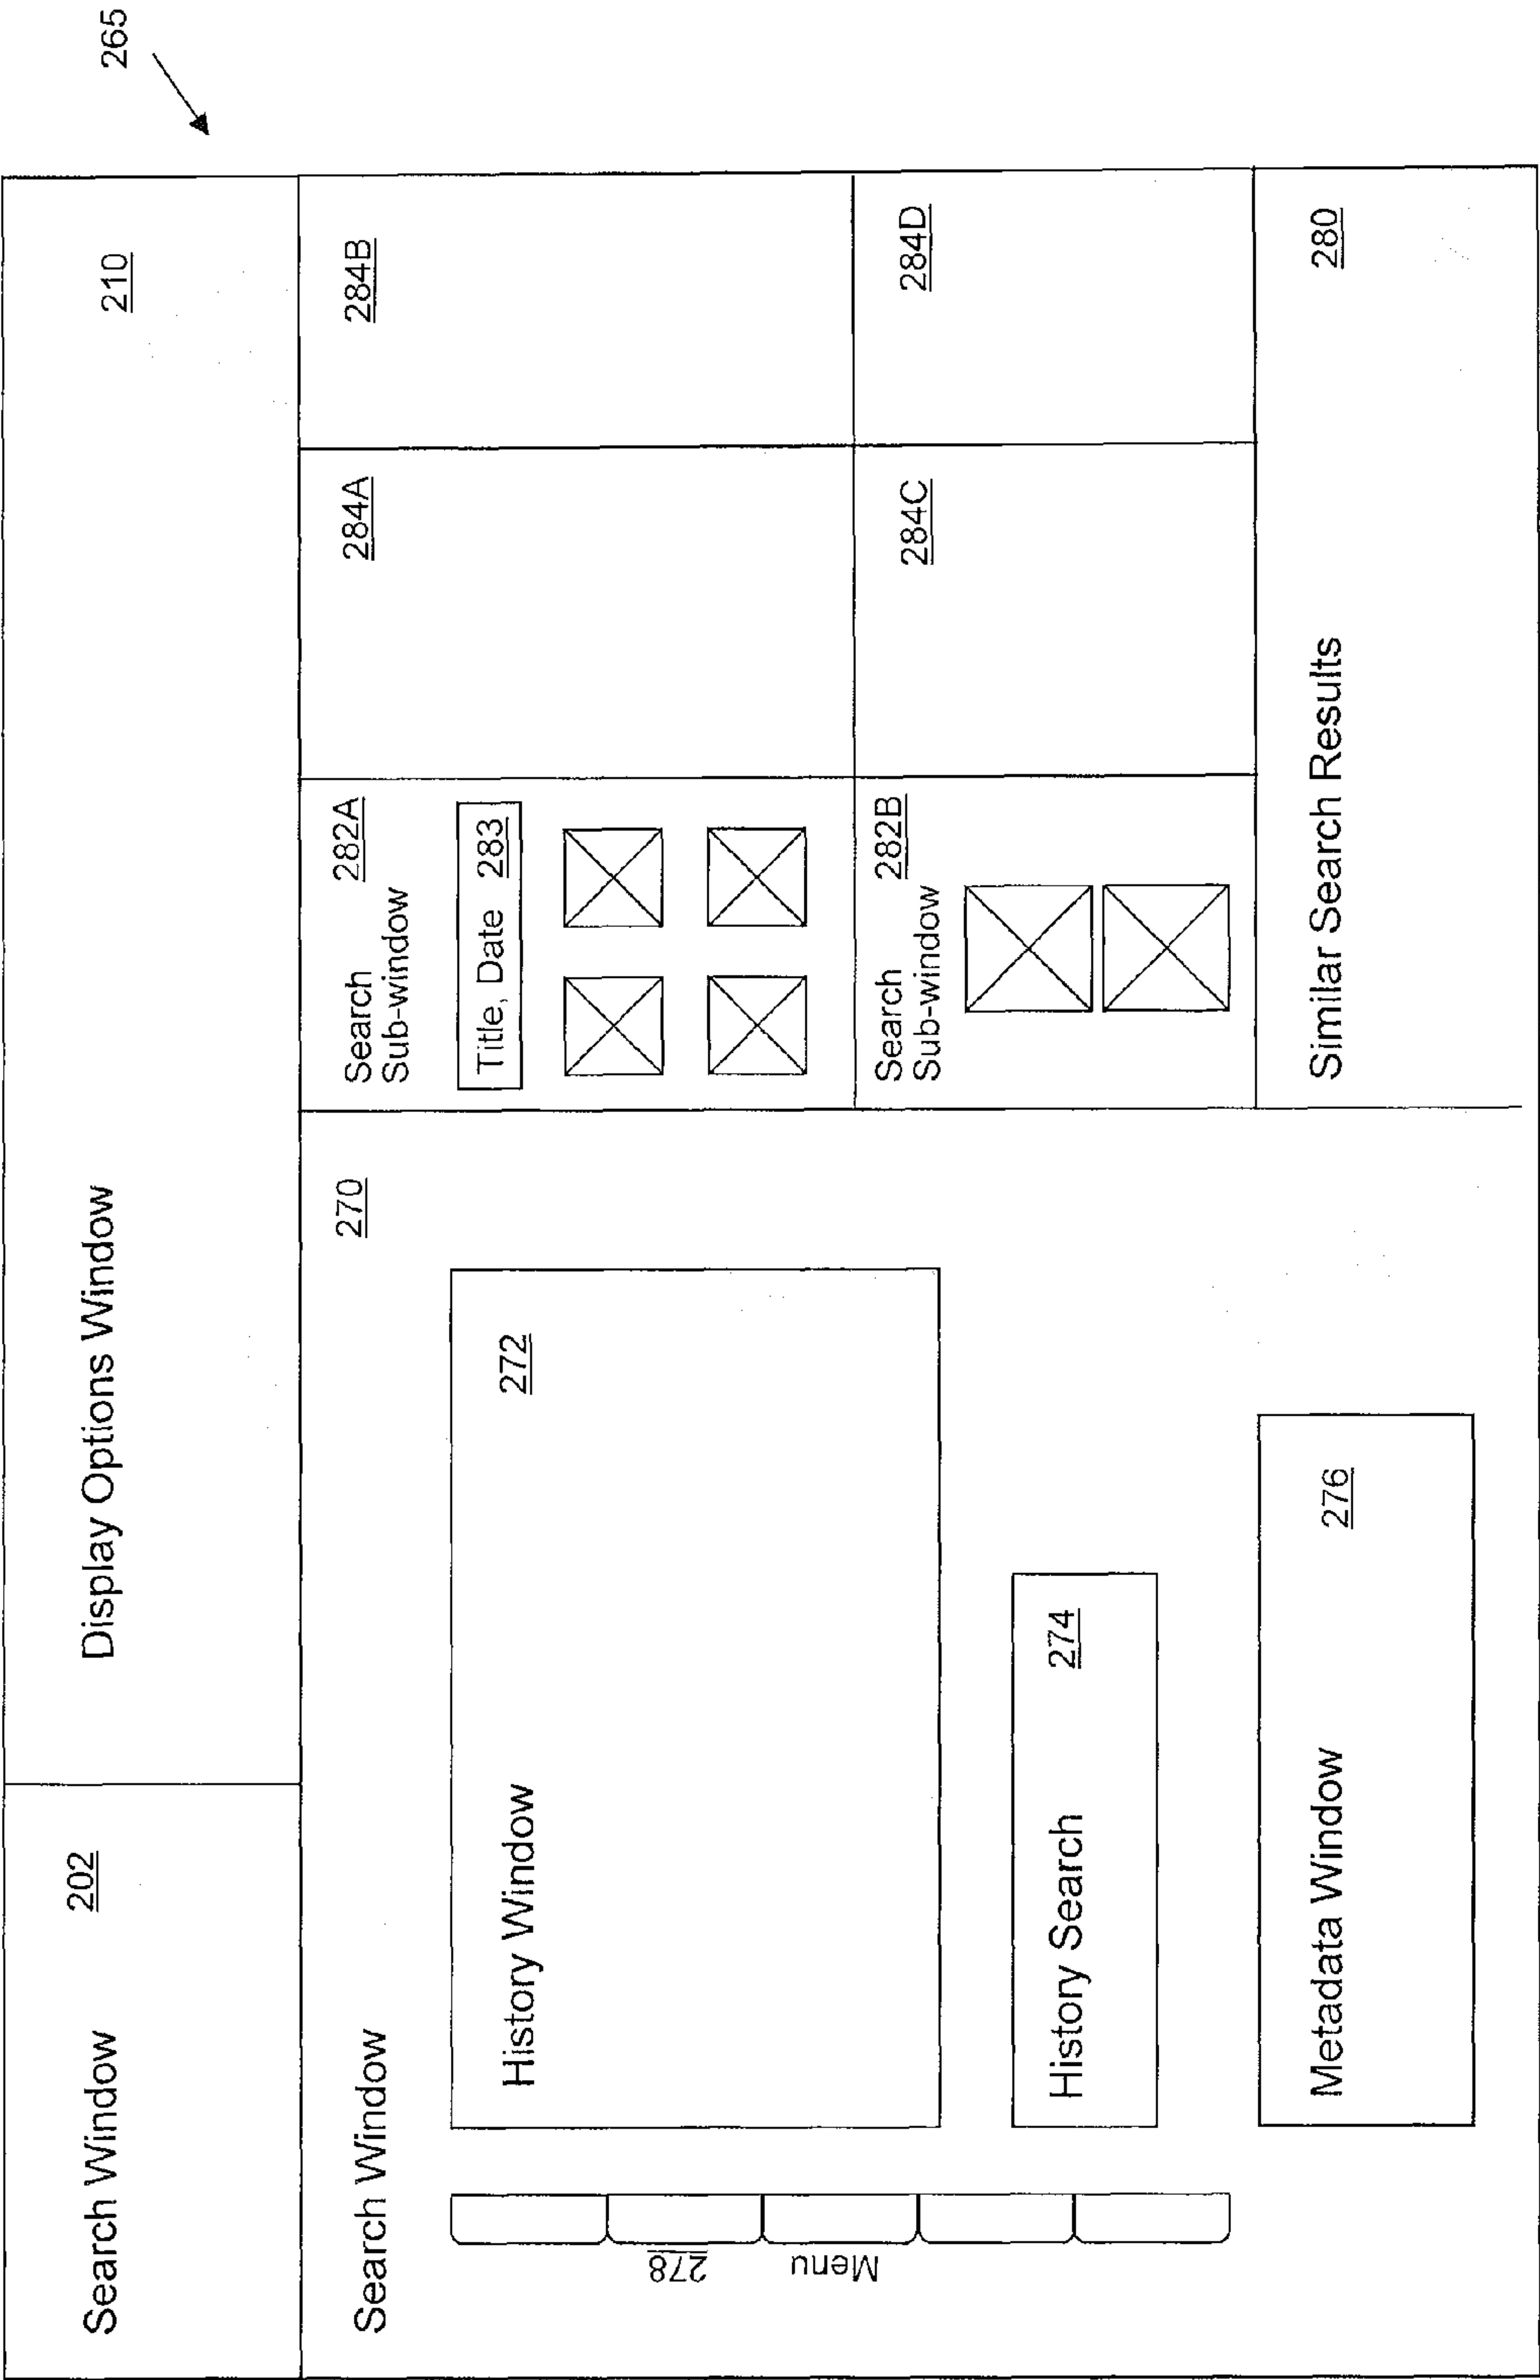 265
Search Window 202
Display Options Window 210
Search Window 270
History Window 272
History Search 274
Metadata Window 276
Menu 278
Search 282A
Sub-window
Title, Date 283
284A
284B
Search 282B
Sub-window
284C
284D
Similar Search Results 280